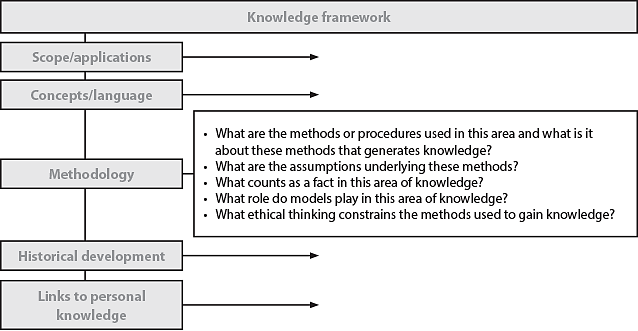 Knowledge framework
Scope/applications
Concepts/language
Methodology
• What are the methods or procedures used in this area and what is it
about these methods that generates knowledge?
• What are the assumptions underlying these methods?
• What counts as a fact in this area of knowledge?
• What role do models play in this area of knowledge?
• What ethical thinking constrains the methods used to gain knowledge?
Historical development
Links to personal
knowledge